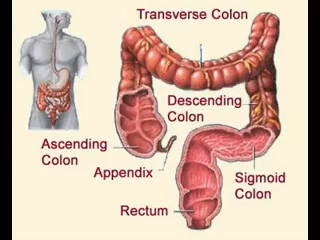 Transverse Colon
Descending
Colon
Ascending
Colon
Appendix
Sigmoid
Colon
Rectum